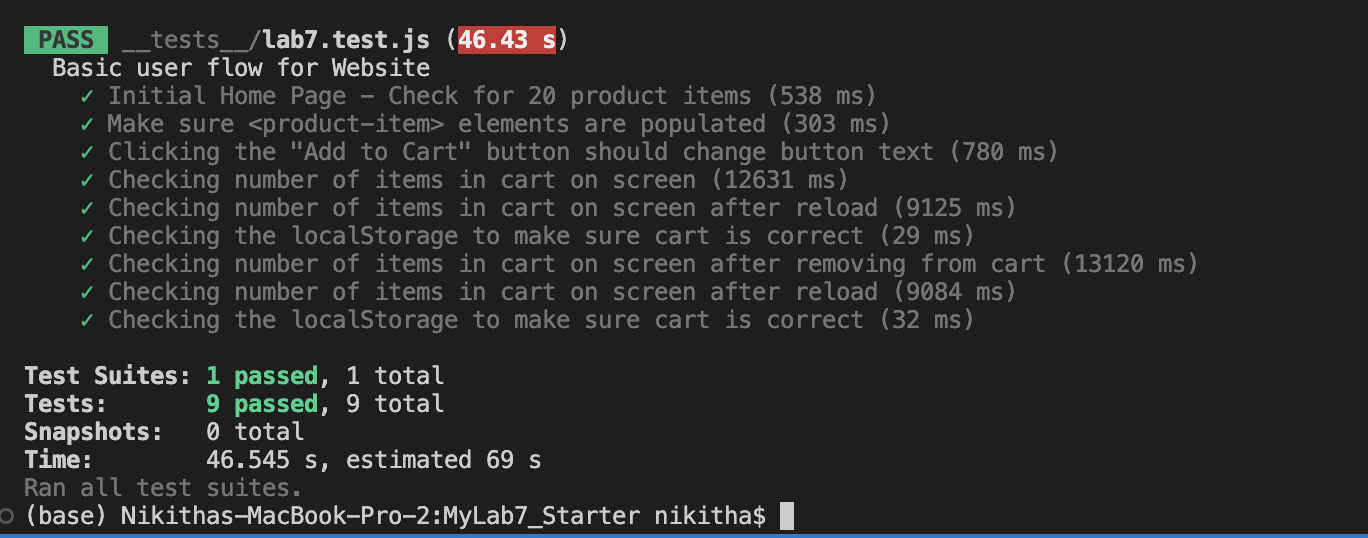 PASS __tests__/lab7.test.js (46.43 s)
Basic user flow for Website
✓ Initial Home Page – Check for 20 product items (538 ms)
✓ Make sure <product-item> elements are populated (303 ms)
✓ Clicking the "Add to Cart" button should change button text (780 ms)
✓ Checking number of items in cart on screen (12631 ms)
✓ Checking number of items in cart on screen after reload (9125 ms)
✓ Checking the localStorage to make sure cart is correct (29 ms)
✓ Checking number of items in cart on screen after removing from cart (13120 ms)
✓ Checking number of items in cart on screen after reload (9084 ms)
✓ Checking the localStorage to make sure cart is correct (32 ms)
Test Suites: 1 passed, 1 total
Tests: 9 passed, 9 total
Snapshots: 0 total
Time: 46.545 s, estimated 69 s
Ran all test suites.
(base) Nikithas-MacBook-Pro-2:MyLab7_Starter nikitha$